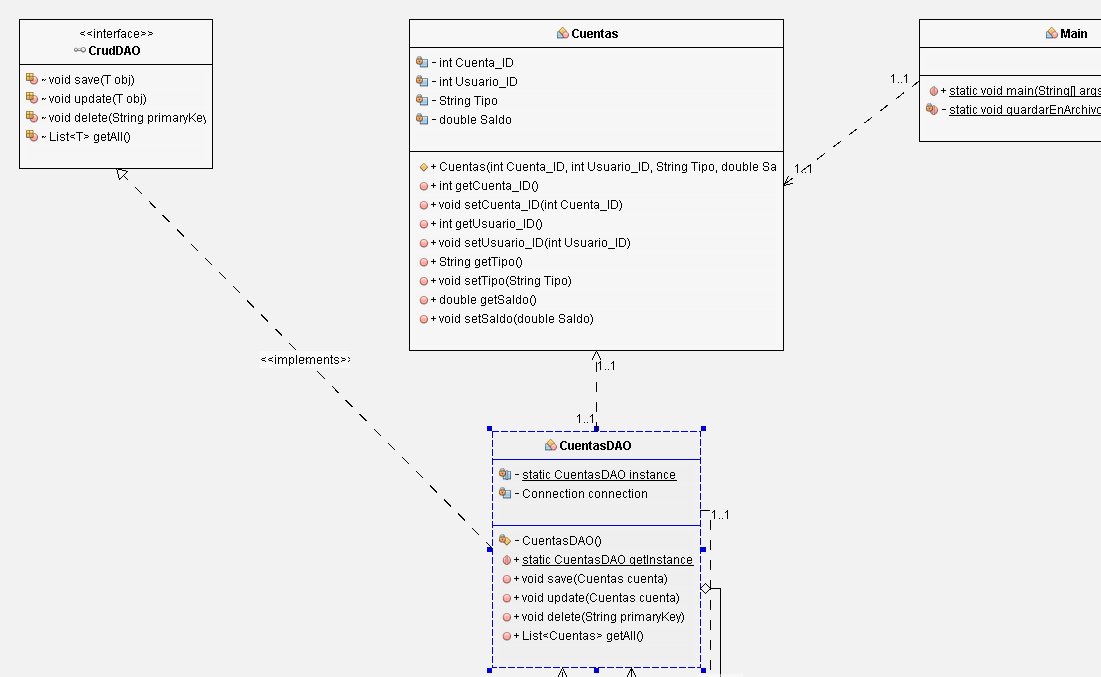 <<interface>>
CrudDAO
~ void save(T obj)
~ void update(T obj)
~ void delete(String primaryKey
~ List<T> getAll()
<<implements>>
Cuentas
- int Cuenta_ID
- int Usuario_ID
- String Tipo
- double Saldo
+ Cuentas(int Cuenta_ID, int Usuario_ID, String Tipo, double Sa
+ int getCuenta_ID()
+ void setCuenta_ID(int Cuenta_ID)
+ int getUsuario_ID()
+ void setUsuario_ID(int Usuario_ID)
+ String getTipo()
+ void setTipo(String Tipo)
+ double getSaldo()
+ void setSaldo(double Saldo)
1..1
1..1
Main
+ static void main(String[] args
- static void guardarEnArchivo
1..1
1..1
CuentasDAO
- static CuentasDAO instance
- Connection connection
- CuentasDAO()
+ static CuentasDAO getInstance
+ void save(Cuentas cuenta)
+ void update(Cuentas cuenta)
+ void delete(String primaryKey)
+ List<Cuentas> getAll()
1..1